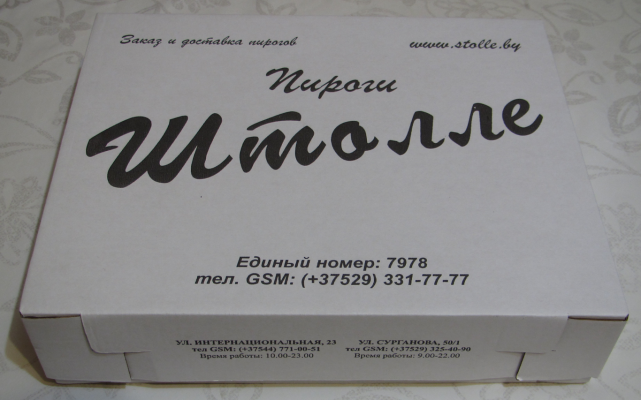 Заказ и доставка пирогов
www.stolle.by
Пироги
Штолле
Единый номер: 7978
тел. GSM: (+37529) 331-77-77
УЛ. ИНТЕРНАЦИОНАЛЬНАЯ, 23
тел GSM: (+37544) 771-00-51
Время работы: 10.00-23.00
УЛ. СУРГАНОВА, 50/1
тел GSM: (+37529) 325-40-90
Время работы: 9.00-22.00